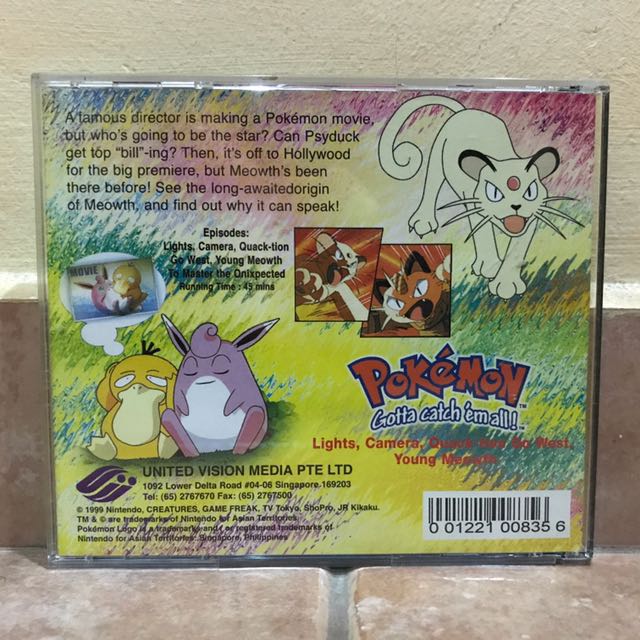 A famous director is making a Pokémon movie,
but who's going to be the star? Can Psyduck
get top "bill"-ing? Then, it's off to Hollywood
for the big premiere, but Meowth's been
there before! See the long-awaitedorigin
of Meowth, and find out why it can speak!
Episodes:
Lights, Camera, Quack-tion
Go West, Young Meowth
To Master the Onixpected
Running Time : 45 mins
MOVIE
POKéMON
Gotta catch 'em all!
™
Lights, Camera, Quack-tion Go West,
Young Meowth
UNITED VISION MEDIA PTE LTD
1092 Lower Delta Road #04-06 Singapore.169203
Tel: (65) 2767670 Fax: (65) 2767500
© 1999 Nintendo, CREATURES, GAME FREAK, TV Tokyo, ShoPro, JR Kikaku.
TM & © are trademarks of Nintendo for Asian Territories.
Pokémon Logo is a trademark and / or registered trademarks of
Nintendo for Asian Territories: Singapore, Philippines
0 01221 00835 6